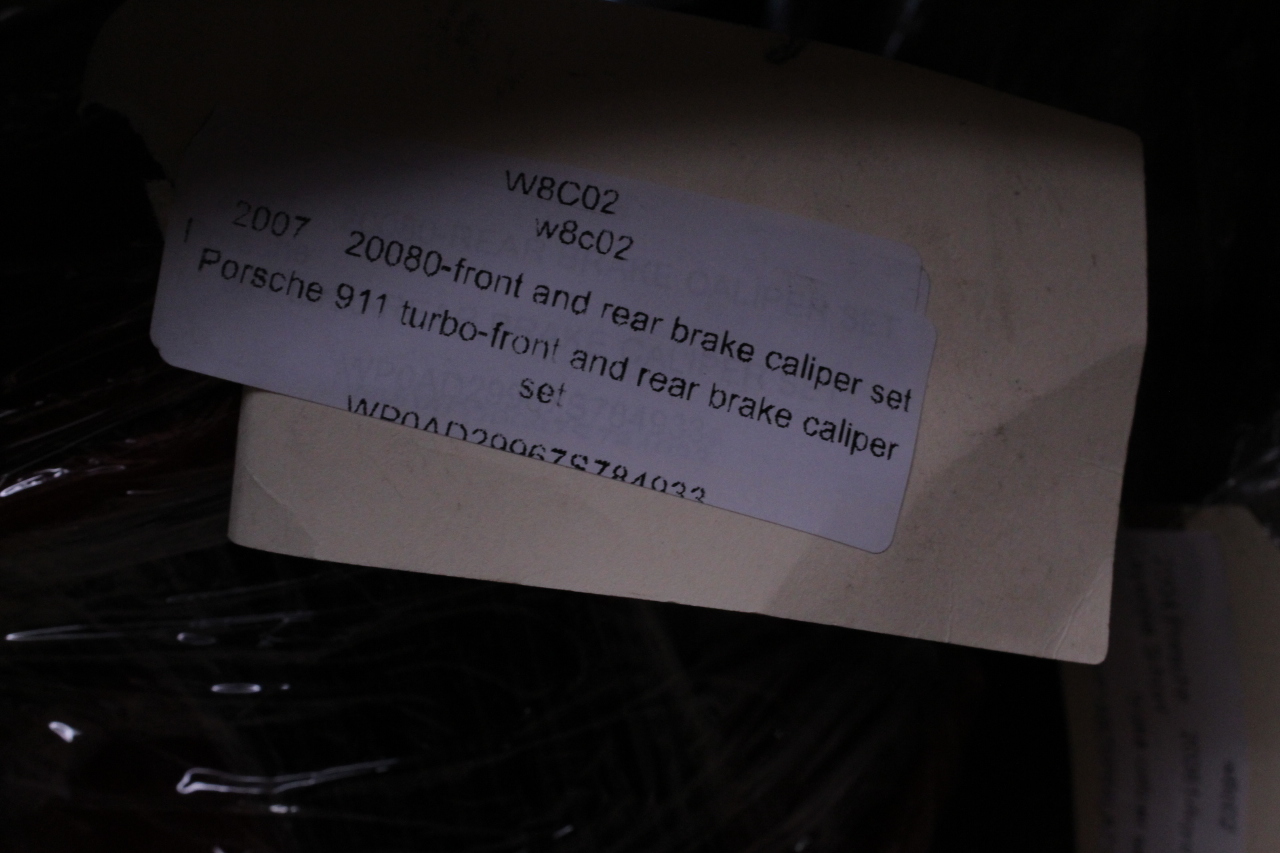 W8C02
w8c02
2007 20080-front and rear brake caliper set
Porsche 911 turbo-front and rear brake caliper
set
WP0AD29967S784933